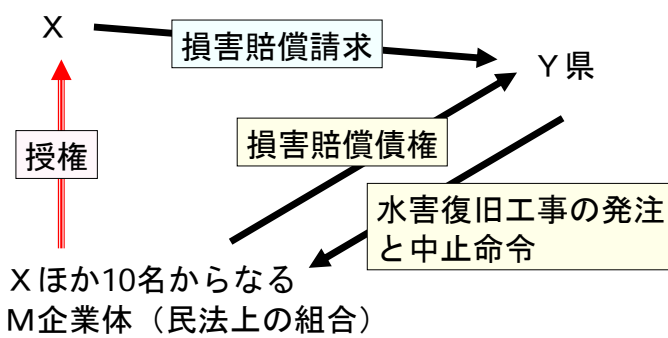 X
損害賠償請求
Y県
授権
損害賠償債権
水害復旧工事の発注
と中止命令
Xほか10名からなる
M企業体（民法上の組合）